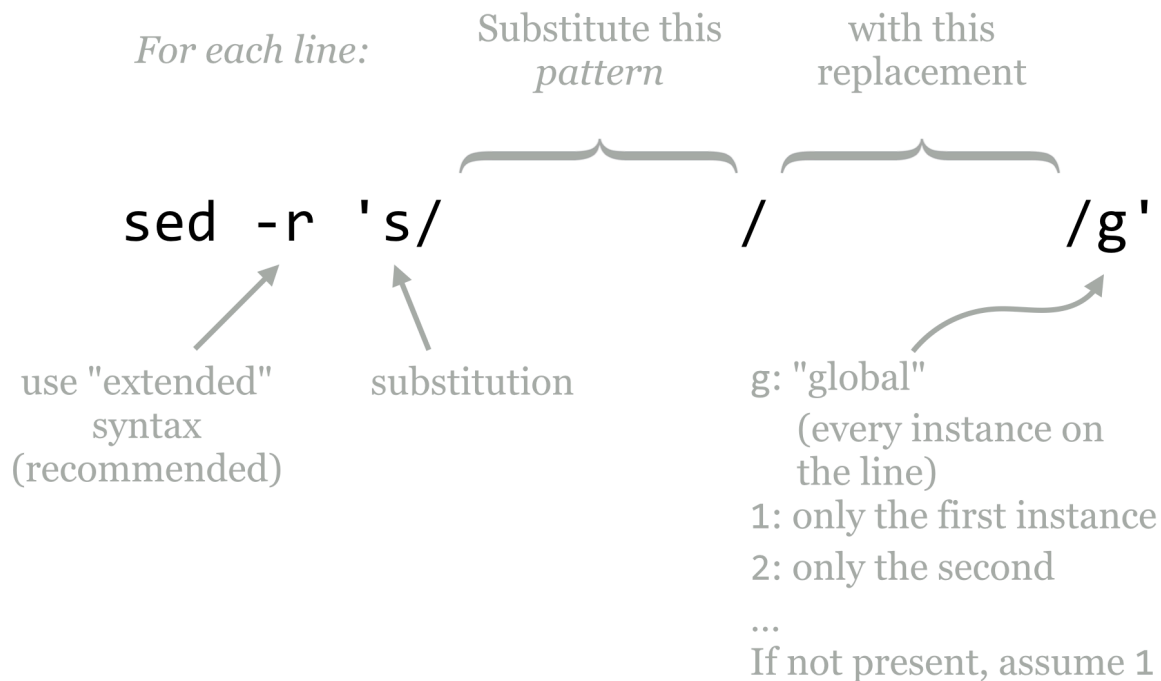 For each line:
Substitute this
pattern
with this
replacement
sed -r 's/ / /g'
use "extended"
syntax
(recommended)
substitution
g: "global"
(every instance on
the line)
1: only the first instance
2: only the second
...
If not present, assume 1